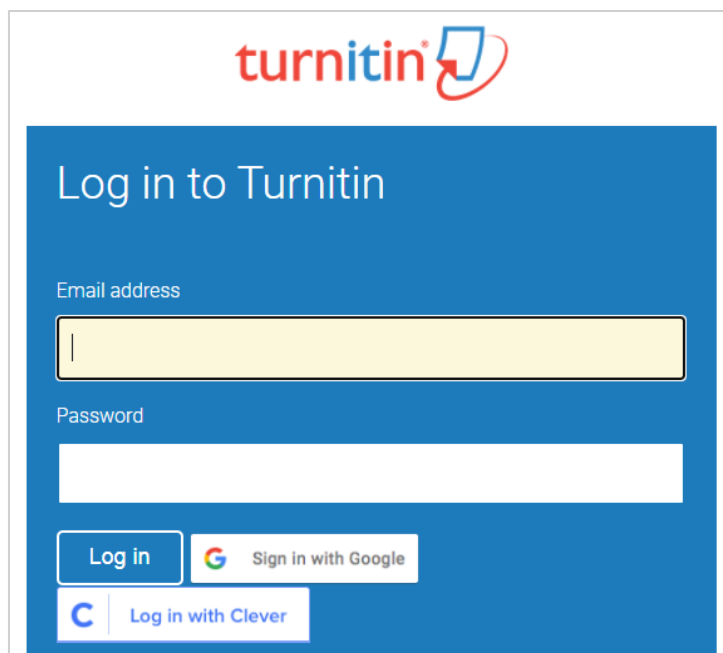 turnitin®
Log in to Turnitin
Email address
Password
Log in
Sign in with Google
C Log in with Clever